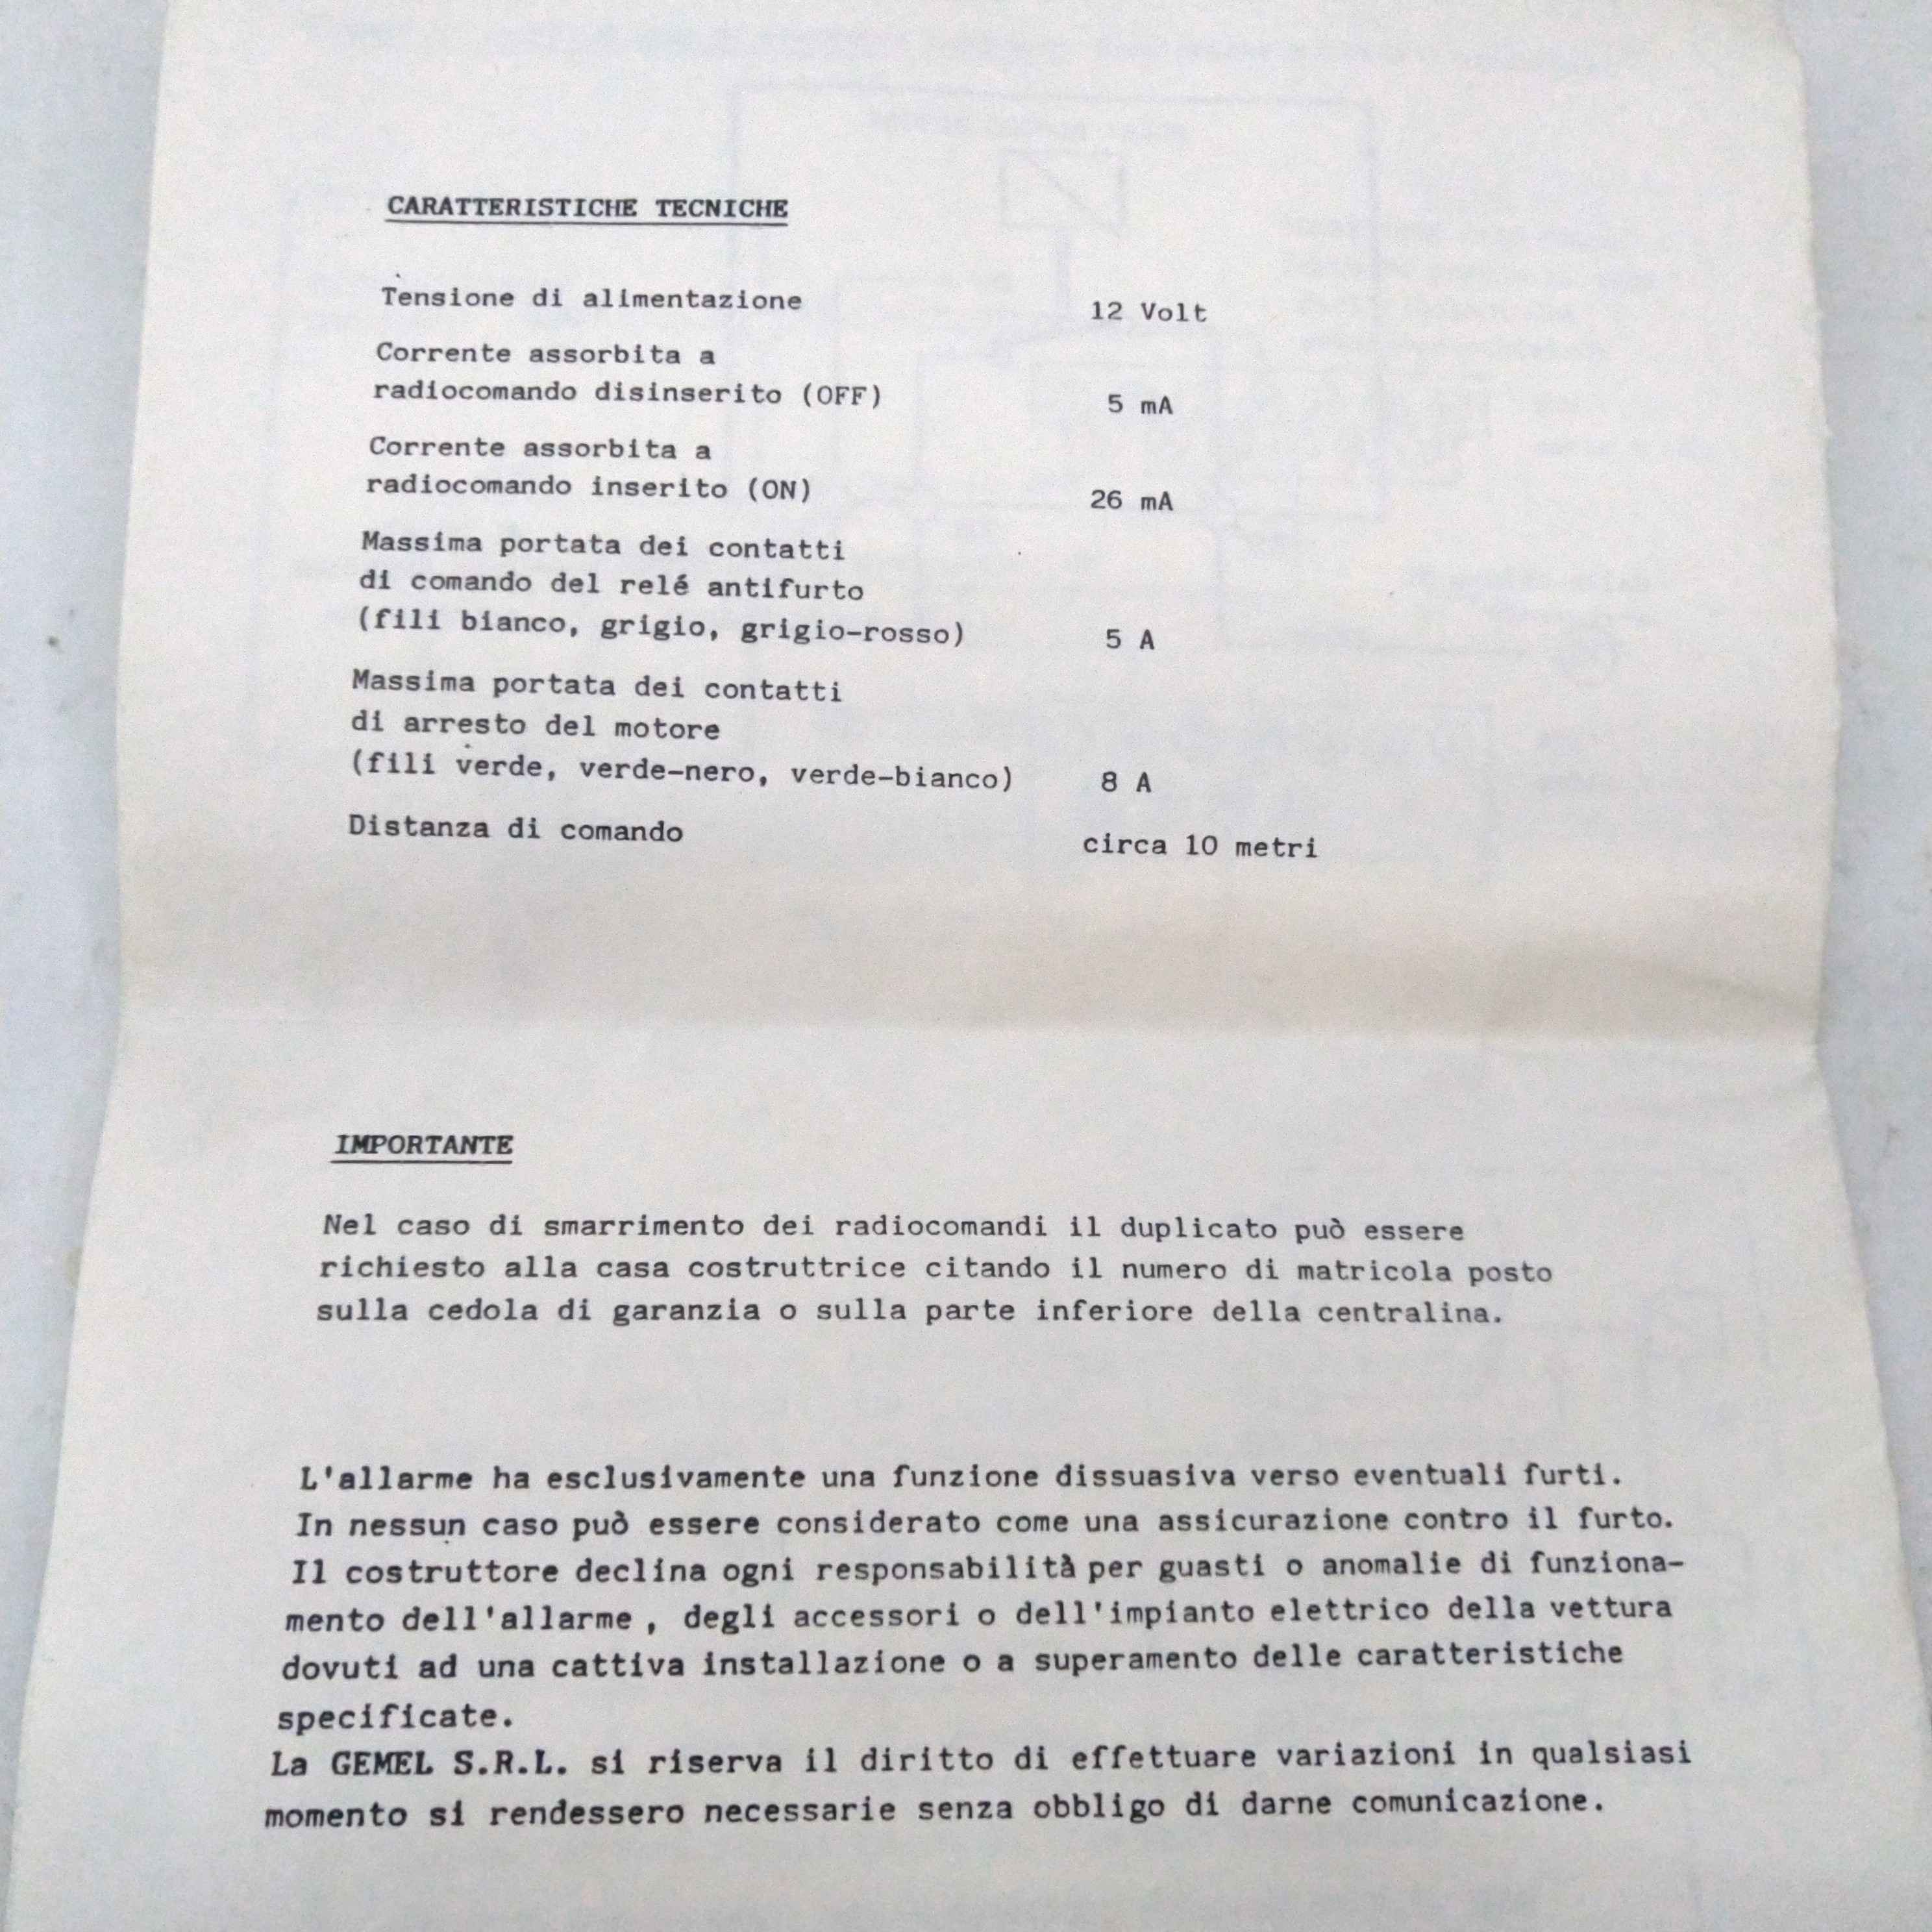 CARATTERISTICHE TECNICHE
Tensione di alimentazione 12 Volt
Corrente assorbita a
radiocomando disinserito (OFF) 5 mA
Corrente assorbita a
radiocomando inserito (ON) 26 mA
Massima portata dei contatti
di comando del relé antifurto
(fili bianco, grigio, grigio-rosso) 5 A
Massima portata dei contatti
di arresto del motore
(fili verde, verde-nero, verde-bianco) 8 A
Distanza di comando circa 10 metri
IMPORTANTE
Nel caso di smarrimento dei radiocomandi il duplicato può essere
richiesto alla casa costruttrice citando il numero di matricola posto
sulla cedola di garanzia o sulla parte inferiore della centralina.
L'allarme ha esclusivamente una funzione dissuasiva verso eventuali furti.
In nessun caso può essere considerato come una assicurazione contro il furto.
Il costruttore declina ogni responsabilità per guasti o anomalie di funziona-
mento dell'allarme, degli accessori o dell'impianto elettrico della vettura
dovuti ad una cattiva installazione o a superamento delle caratteristiche
specificate.
La GEMEL S.R.L. si riserva il diritto di effettuare variazioni in qualsiasi
momento si rendessero necessarie senza obbligo di darne comunicazione.